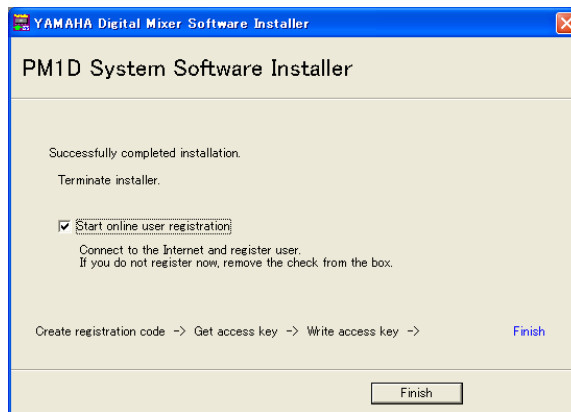 YAMAHA Digital Mixer Software Installer
PM1D System Software Installer
Successfully completed installation.
Terminate installer.
Start online user registration
Connect to the Internet and register user.
If you do not register now, remove the check from the box.
Create registration code -> Get access key -> Write access key -> Finish
Finish